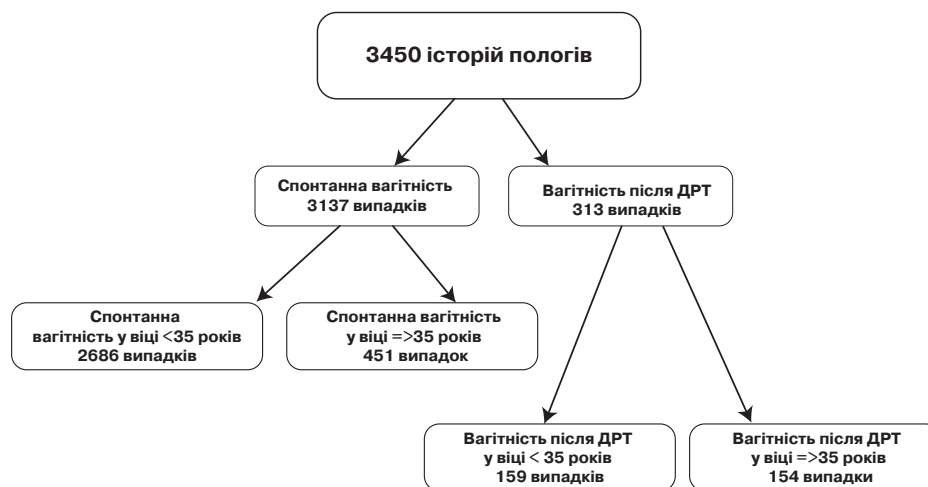 3450 історій пологів
Спонтанна вагітність
3137 випадків
Вагітність після ДРТ
313 випадків
Спонтанна
вагітність у віці <35 років
2686 випадків
Спонтанна вагітність
у віці =>35 років
451 випадок
Вагітність після ДРТ
у віці < 35 років
159 випадків
Вагітність після ДРТ
у віці =>35 років
154 випадки